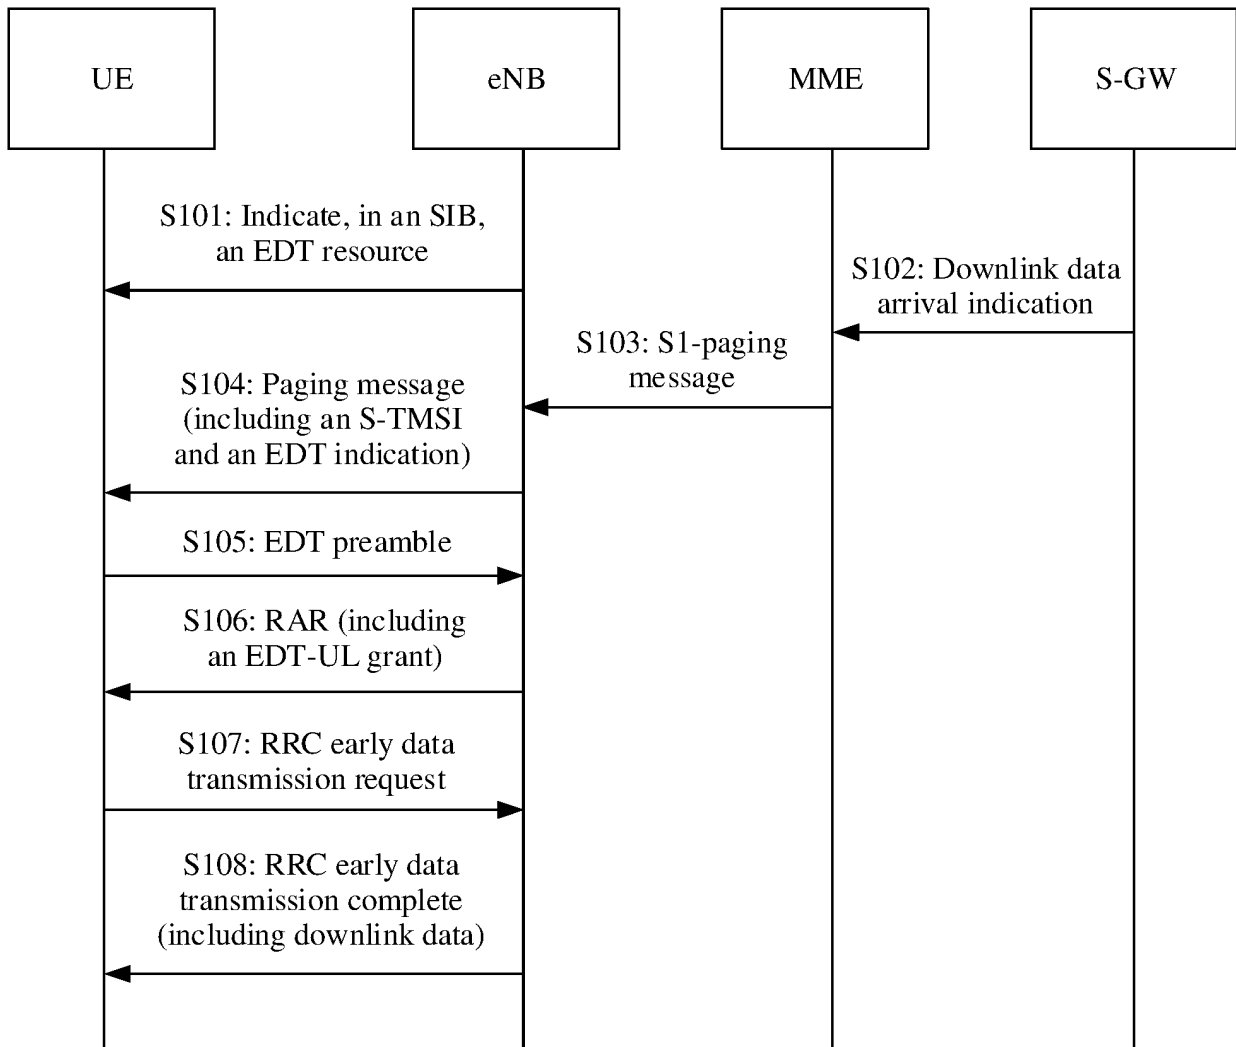 UE
eNB
MME
S-GW
S101: Indicate, in an SIB,
an EDT resource
S102: Downlink data
arrival indication
S103: S1-paging
message
S104: Paging message
(including an S-TMSI
and an EDT indication)
S105: EDT preamble
S106: RAR (including
an EDT-UL grant)
S107: RRC early data
transmission request
S108: RRC early data
transmission complete
(including downlink data)